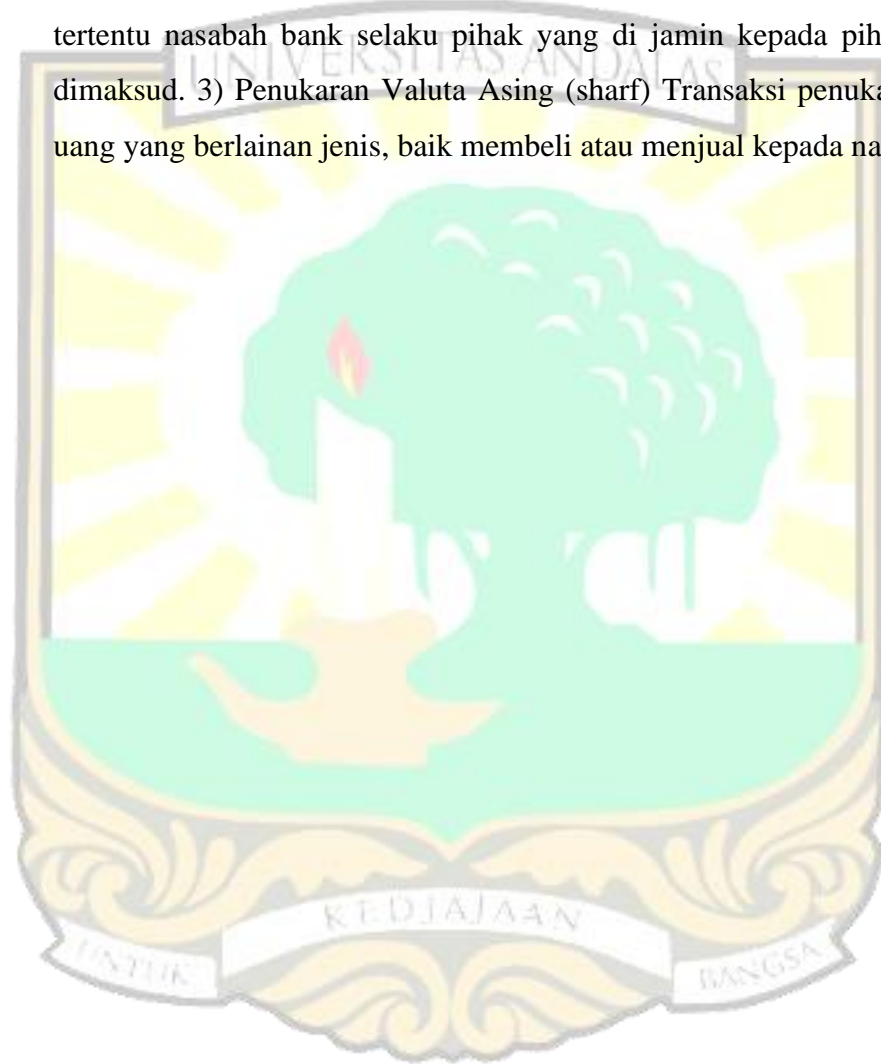 tertentu nasabah bank selaku pihak yang di jamin kepada pih
UNIVERSITAS ANDALAS
dimaksud. 3) Penukaran Valuta Asing (sharf) Transaksi penuka
uang yang berlainan jenis, baik membeli atau menjual kepada na
KEDJAJAAN
UNTUK
BANGSA